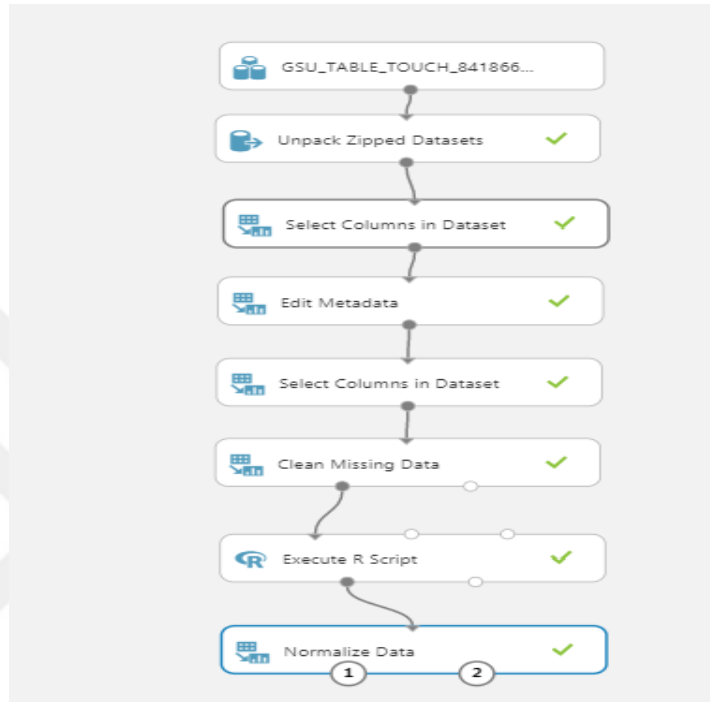 GSU_TABLE_TOUCH_841866...
Unpack Zipped Datasets
Select Columns in Dataset
Edit Metadata
Select Columns in Dataset
Clean Missing Data
R Execute R Script
Normalize Data
1 2